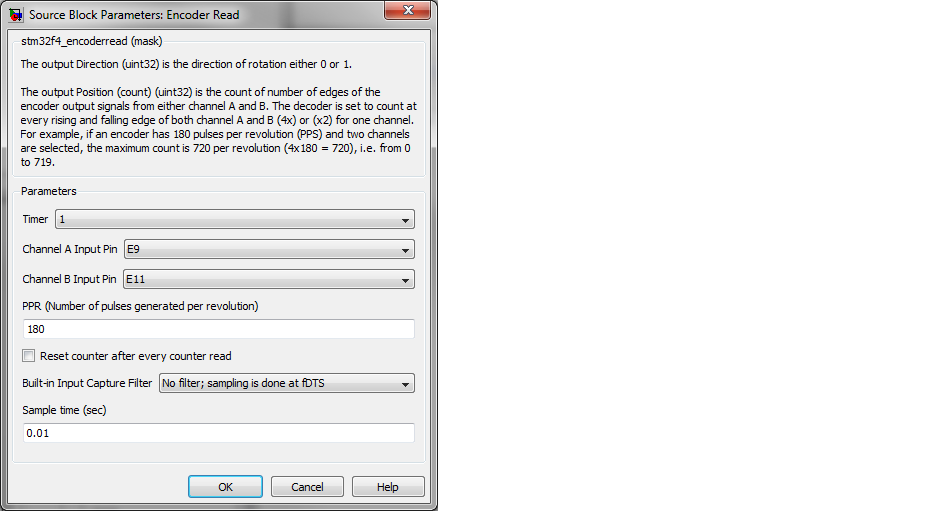 Source Block Parameters: Encoder Read
stm32f4_encoderread (mask)
The output Direction (uint32) is the direction of rotation either 0 or 1.
The output Position (count) (uint32) is the count of number of edges of the
encoder output signals from either channel A and B. The decoder is set to count at
every rising and falling edge of both channel A and B (4x) or (x2) for one channel.
For example, if an encoder has 180 pulses per revolution (PPS) and two channels
are selected, the maximum count is 720 per revolution (4x180 = 720), i.e. from 0
to 719.
Parameters
Timer 1
Channel A Input Pin E9
Channel B Input Pin E11
PPR (Number of pulses generated per revolution)
180
Reset counter after every counter read
Built-in Input Capture Filter No filter; sampling is done at fDTS
Sample time (sec)
0.01
OK Cancel Help